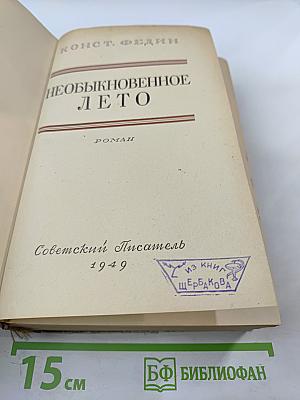 КОНСТ. ФЕДИН
НЕОБЫКНОВЕННОЕ
ЛЕТО
РОМАН
Советский Писатель
1949
ИЗ КНИГ
ЩЕРБАКОВА
15 см
БФ БИБЛИОФАН